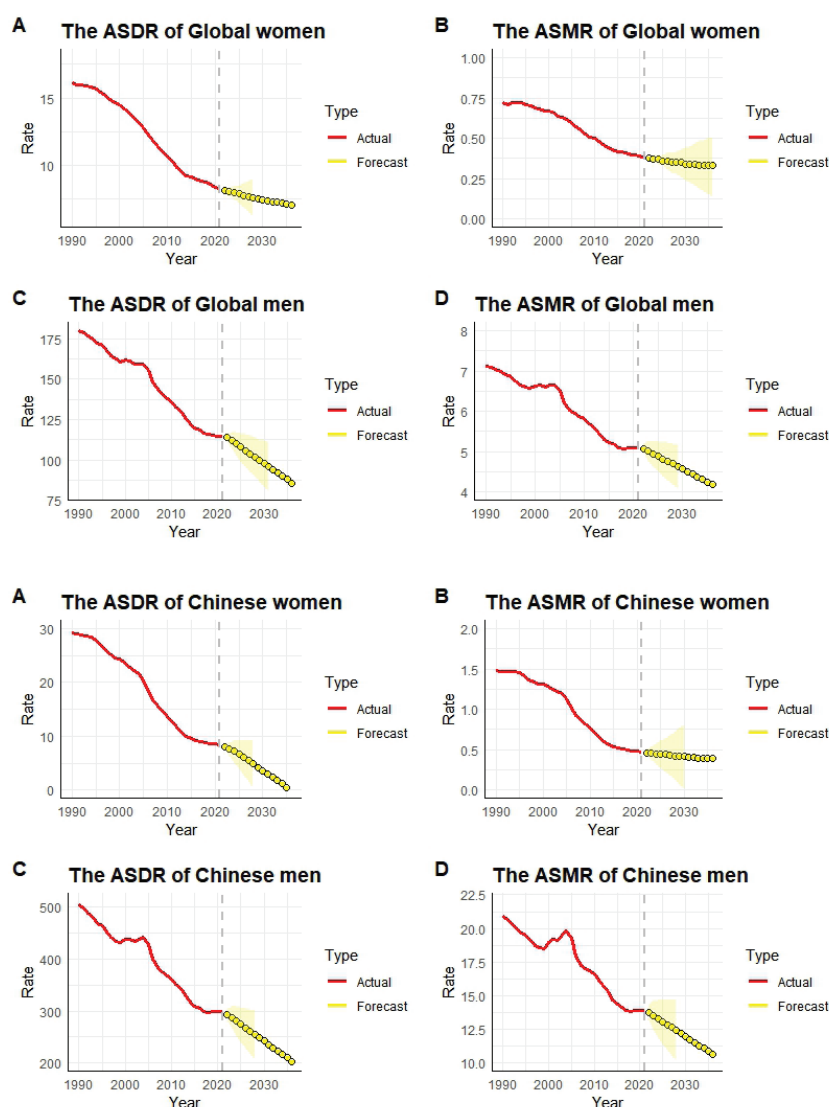 A The ASDR of Global women
15
10
Rate
1990 2000 2010 2020 2030
Year
Type
Actual
Forecast
B The ASMR of Global women
1.00
0.75
0.50
0.25
0.00
Rate
1990 2000 2010 2020 2030
Year
Type
Actual
Forecast
C The ASDR of Global men
175
150
125
100
75
Rate
1990 2000 2010 2020 2030
Year
Type
Actual
Forecast
D The ASMR of Global men
8
7
6
5
4
Rate
1990 2000 2010 2020 2030
Year
Type
Actual
Forecast
A The ASDR of Chinese women
30
20
10
0
Rate
1990 2000 2010 2020 2030
Year
Type
Actual
Forecast
B The ASMR of Chinese women
2.0
1.5
1.0
0.5
0.0
Rate
1990 2000 2010 2020 2030
Year
Type
Actual
Forecast
C The ASDR of Chinese men
500
400
300
200
Rate
1990 2000 2010 2020 2030
Year
Type
Actual
Forecast
D The ASMR of Chinese men
22.5
20.0
17.5
15.0
12.5
10.0
Rate
1990 2000 2010 2020 2030
Year
Type
Actual
Forecast